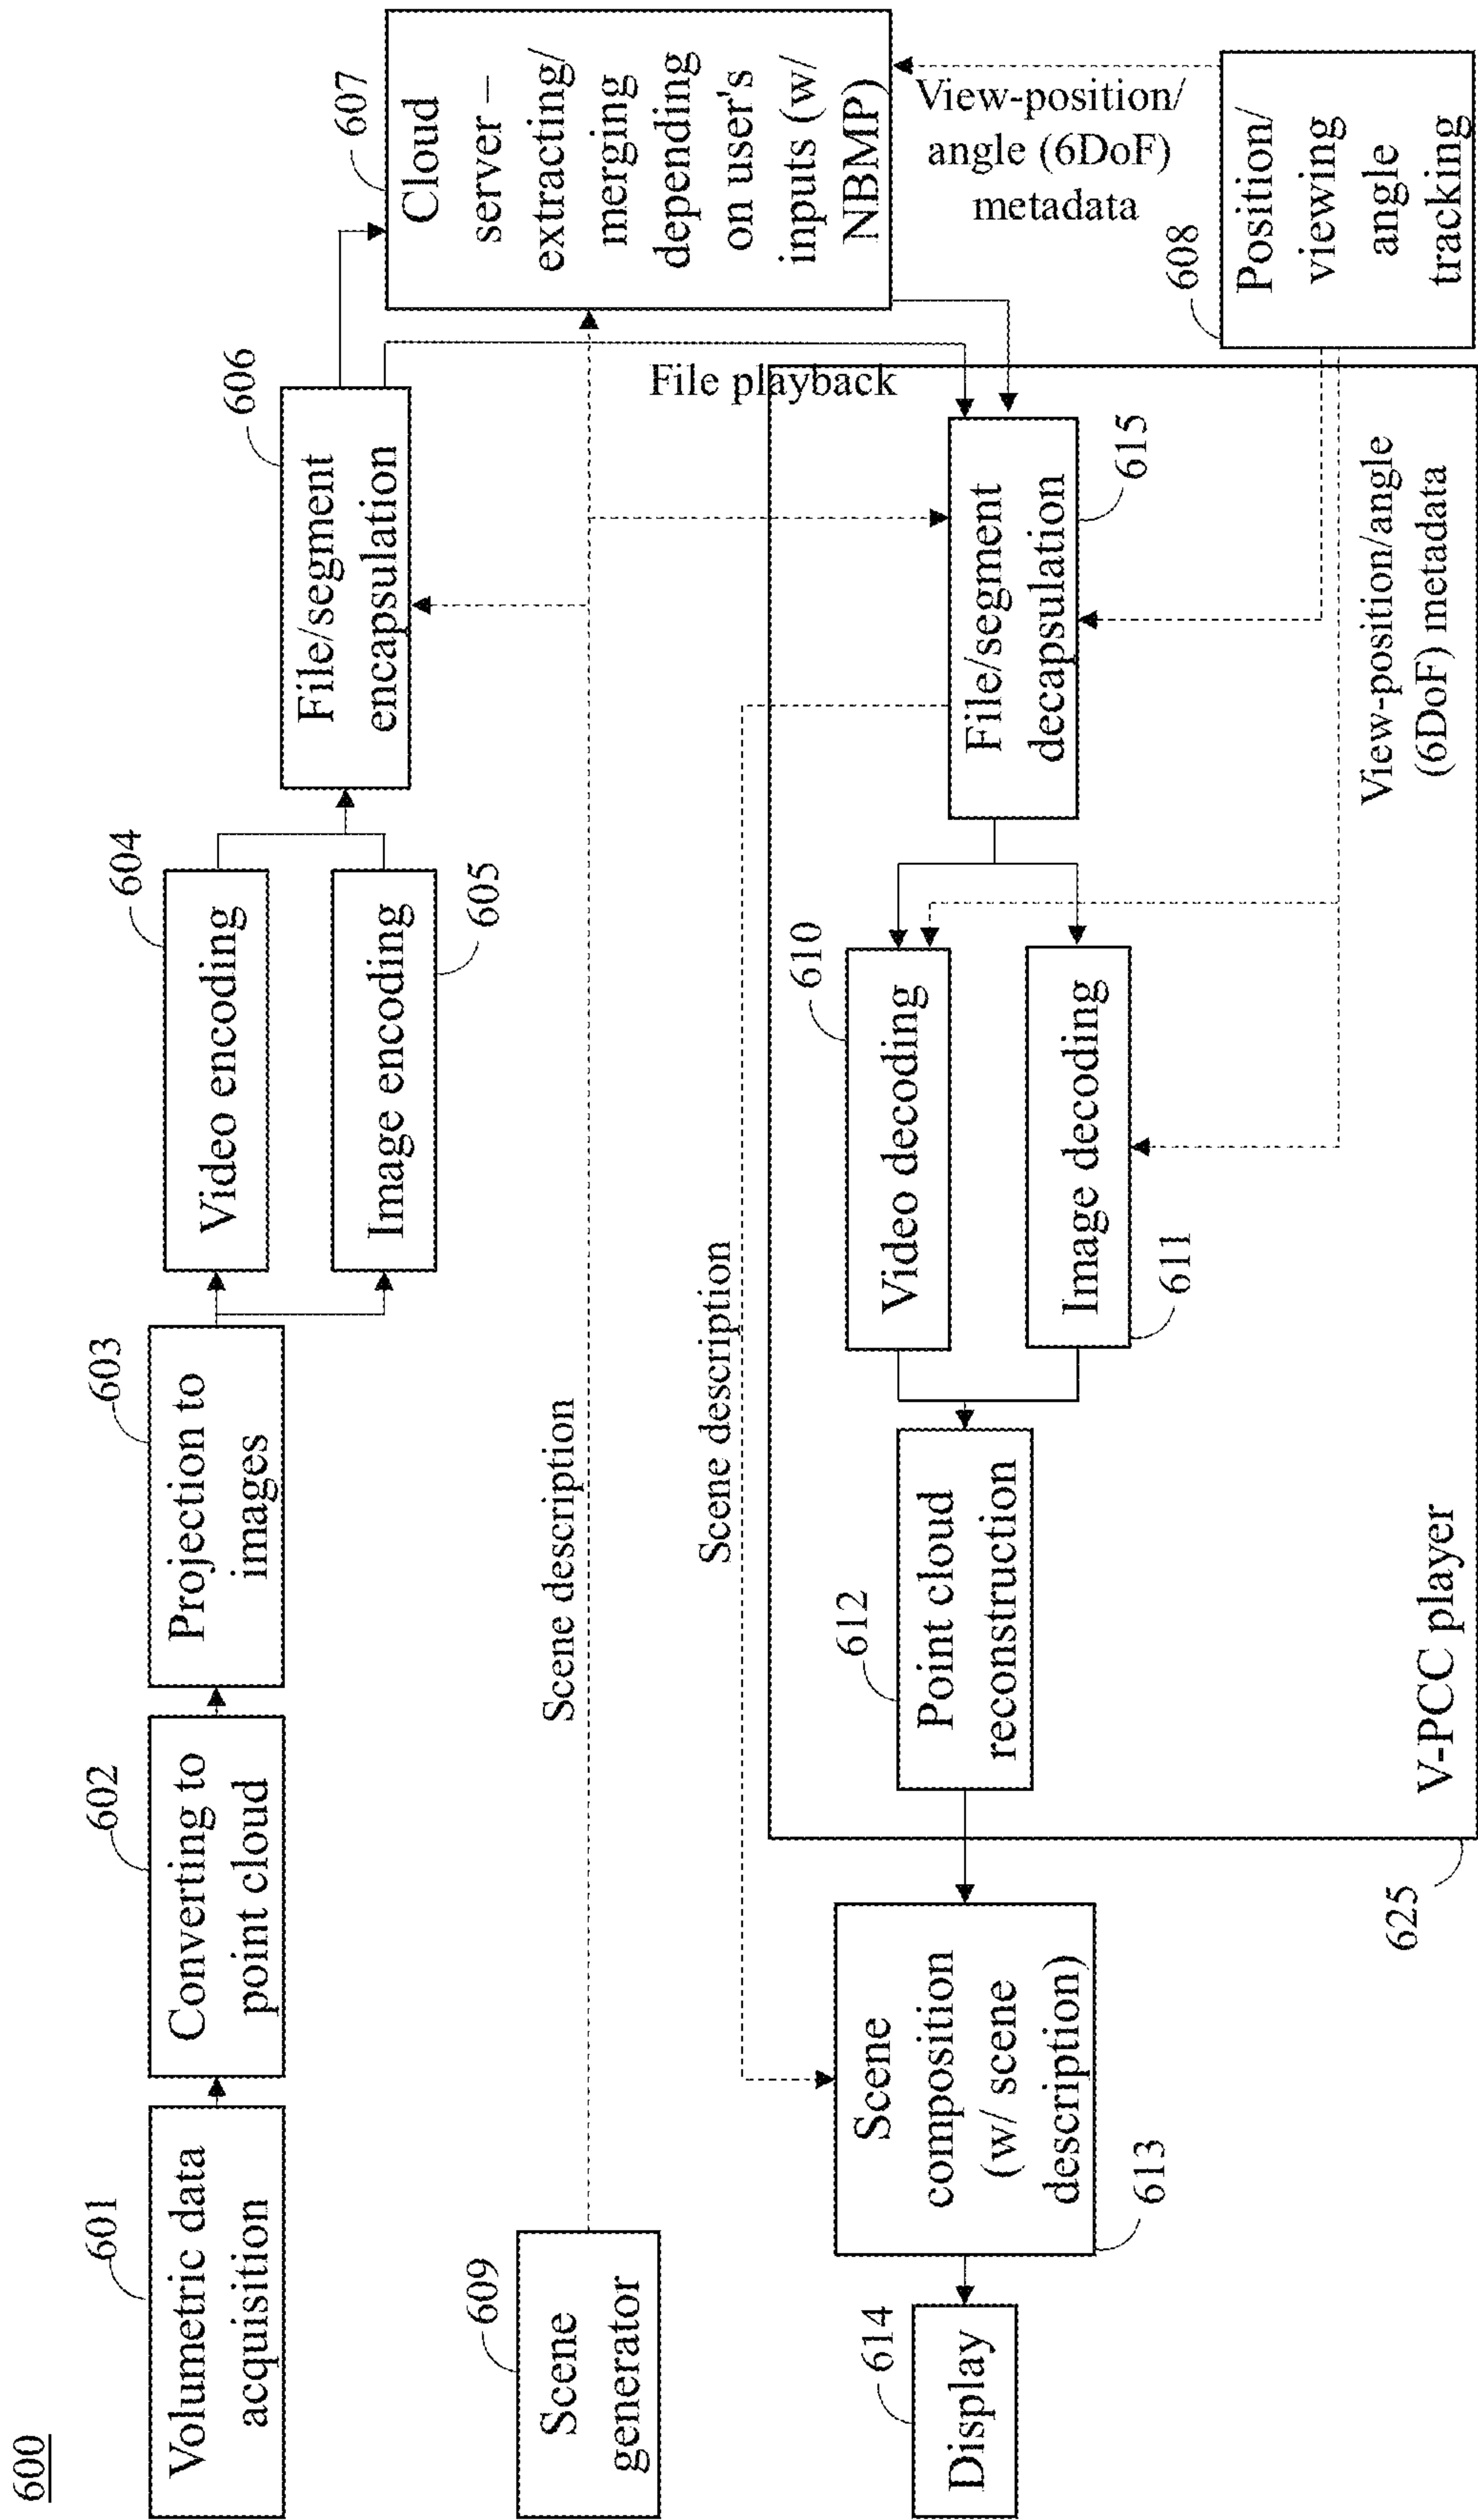 600
601
Volumetric data
acquisition
602
Converting to
point cloud
603
Projection to
images
604
Video encoding
Image encoding
605
606
File/segment
encapsulation
607
Cloud
server –
extracting/
merging
depending
on user's
inputs (w/
NBMP)
609
Scene
generator
Scene description
File playback
View-position/
angle (6DoF)
metadata
608
Position/
viewing
angle
tracking
Scene description
614
Display
Scene
composition
(w/ scene
description)
613
612
Point cloud
reconstruction
610
Video decoding
Image decoding
611
File/segment
decapsulation
615
View-position/angle
(6DoF) metadata
V-PCC player
625